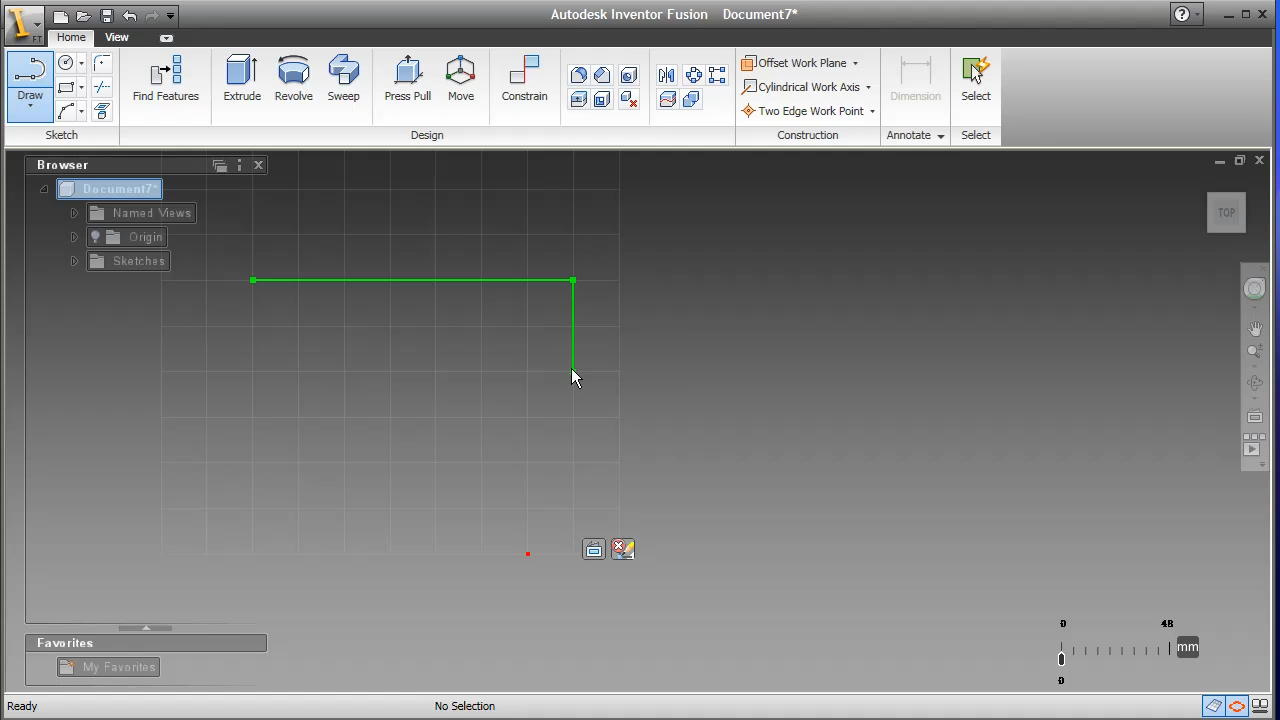 Autodesk Inventor Fusion Document7*
FT
Home View
Draw
Find Features
Extrude
Revolve
Sweep
Press Pull
Move
Constrain
Offset Work Plane
Cylindrical Work Axis
Two Edge Work Point
Dimension
Select
Sketch
Design
Construction
Annotate
Select
Browser
Document7*
Named Views
Origin
Sketches
TOP
Favorites
My Favorites
0 48
mm
0
Ready
No Selection